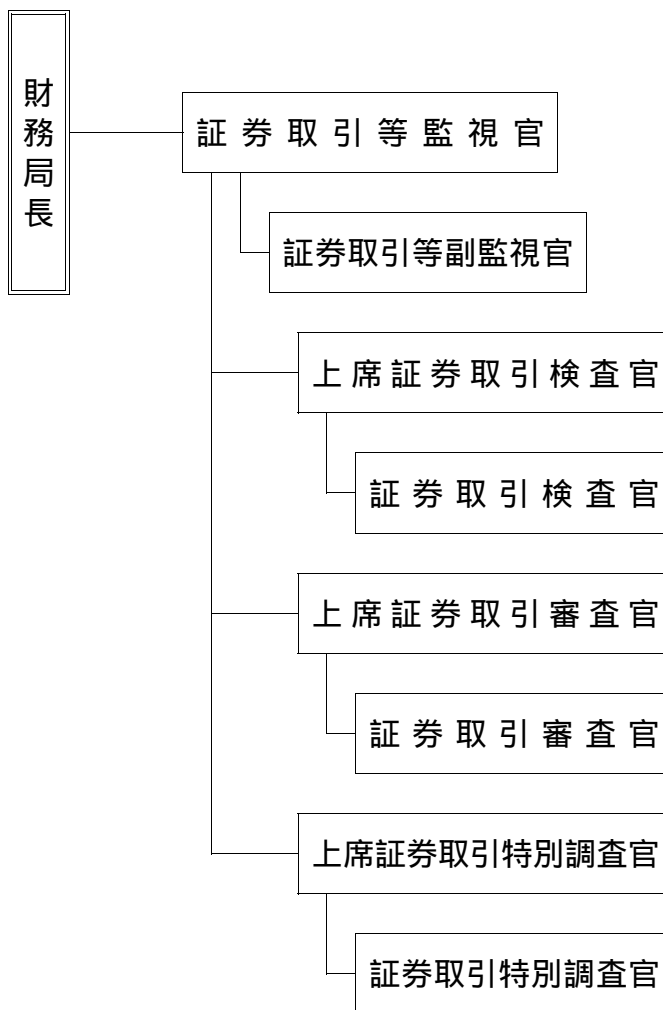 財務局長
証券取引等監視官
証券取引等副監視官
上席証券取引検査官
証券取引検査官
上席証券取引審査官
証券取引審査官
上席証券取引特別調査官
証券取引特別調査官